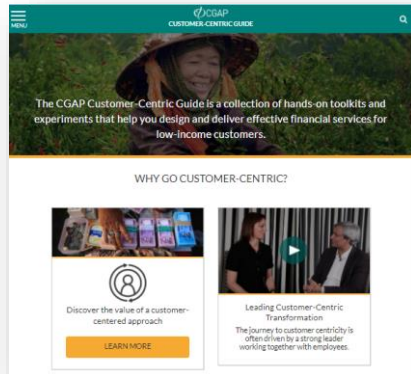 CGAP
MENU
CUSTOMER-CENTRIC GUIDE
The CGAP Customer-Centric Guide is a collection of hands-on toolkits and
experiments that help you design and deliver effective financial services for
low-income customers.
WHY GO CUSTOMER-CENTRIC?
Discover the value of a customer-
centered approach
LEARN MORE
Leading Customer-Centric
Transformation
The journey to customer centricity is
often driven by a strong leader
working together with employees.